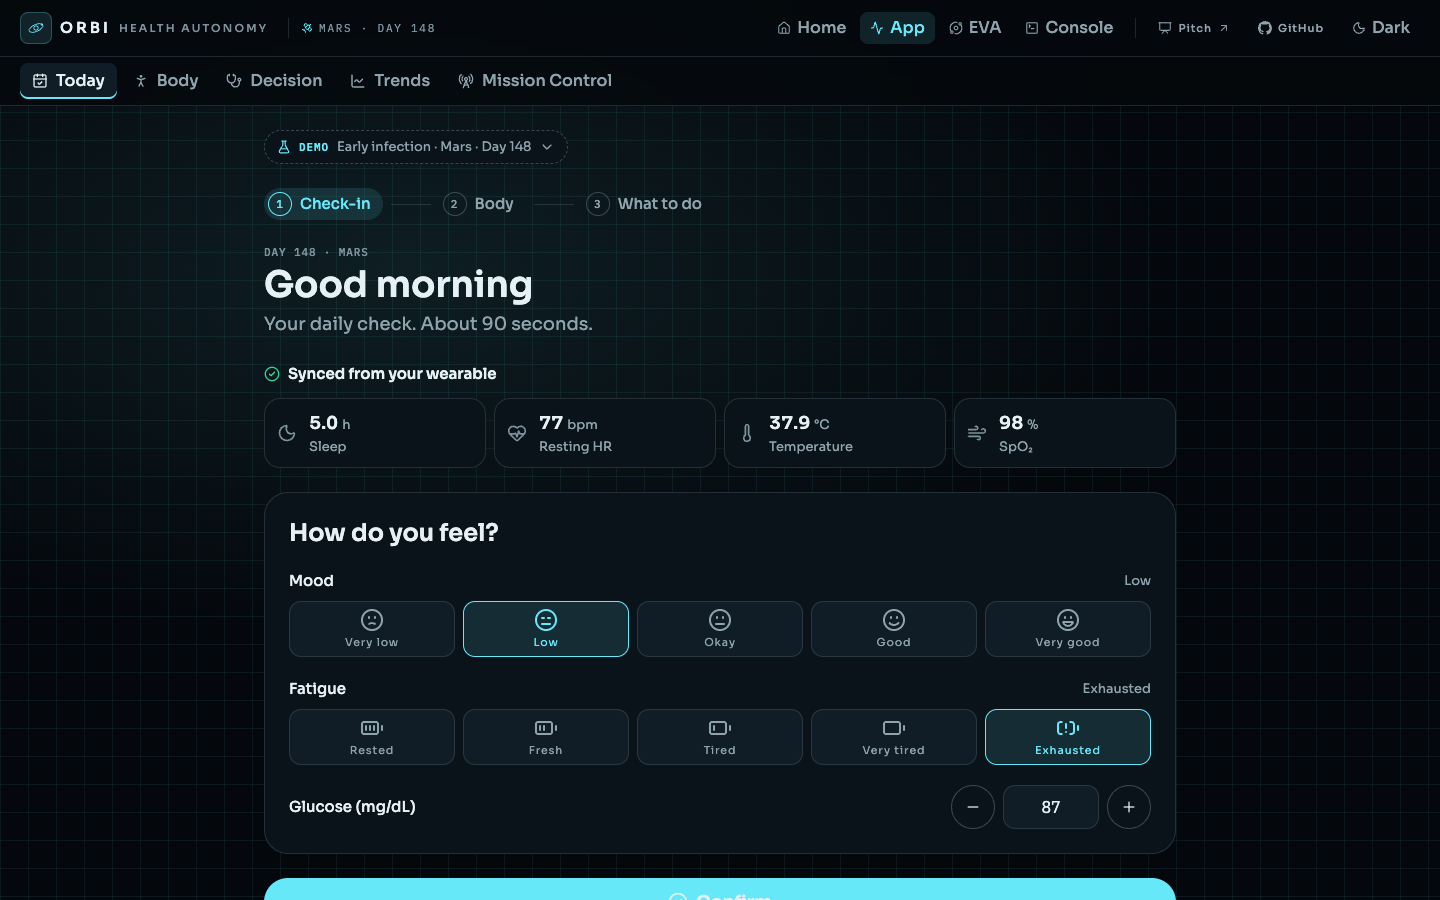 ORBI HEALTH AUTONOMY MARS · DAY 148 Home App EVA Console Pitch GitHub Dark
Today Body Decision Trends Mission Control
DEMO Early infection · Mars · Day 148
1 Check-in 2 Body 3 What to do
DAY 148 · MARS
Good morning
Your daily check. About 90 seconds.
Synced from your wearable
5.0 h
Sleep
77 bpm
Resting HR
37.9 °C
Temperature
98 %
SpO₂
How do you feel?
Mood Low
Very low Low Okay Good Very good
Fatigue Exhausted
Rested Fresh Tired Very tired Exhausted
Glucose (mg/dL) − 87 +
Confirm